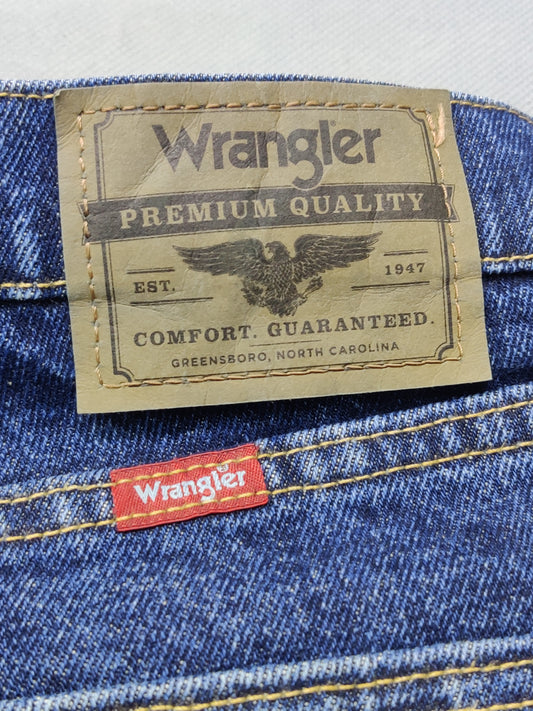 Wrangler
PREMIUM QUALITY
EST. 1947
COMFORT. GUARANTEED.
GREENSBORO, NORTH CAROLINA
Wrangler